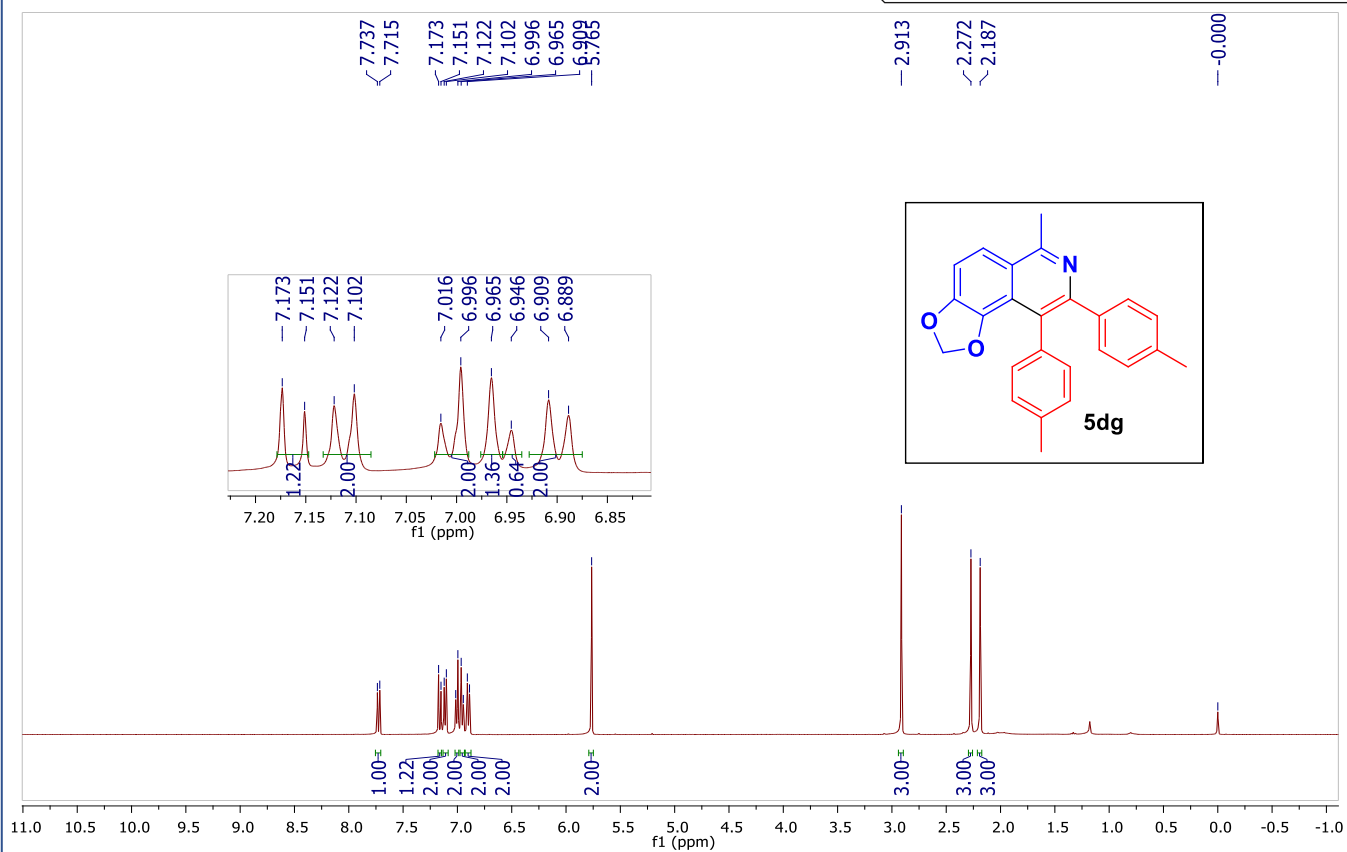 7.737 7.715 7.173 7.151 7.122 7.102 6.996 6.965 6.909 5.765 2.913 2.272 2.187 -0.000
7.173 7.151 7.122 7.102 7.016 6.996 6.965 6.946 6.909 6.889
1.22 2.00 2.00 1.36 0.64 2.00
7.20 7.15 7.10 7.05 7.00 6.95 6.90 6.85
f1 (ppm)
N
O
O
5dg
1.00 1.22 2.00 2.00 2.00 2.00 2.00 3.00 3.00 3.00
11.0 10.5 10.0 9.5 9.0 8.5 8.0 7.5 7.0 6.5 6.0 5.5 5.0 4.5 4.0 3.5 3.0 2.5 2.0 1.5 1.0 0.5 0.0 -0.5 -1.0
f1 (ppm)